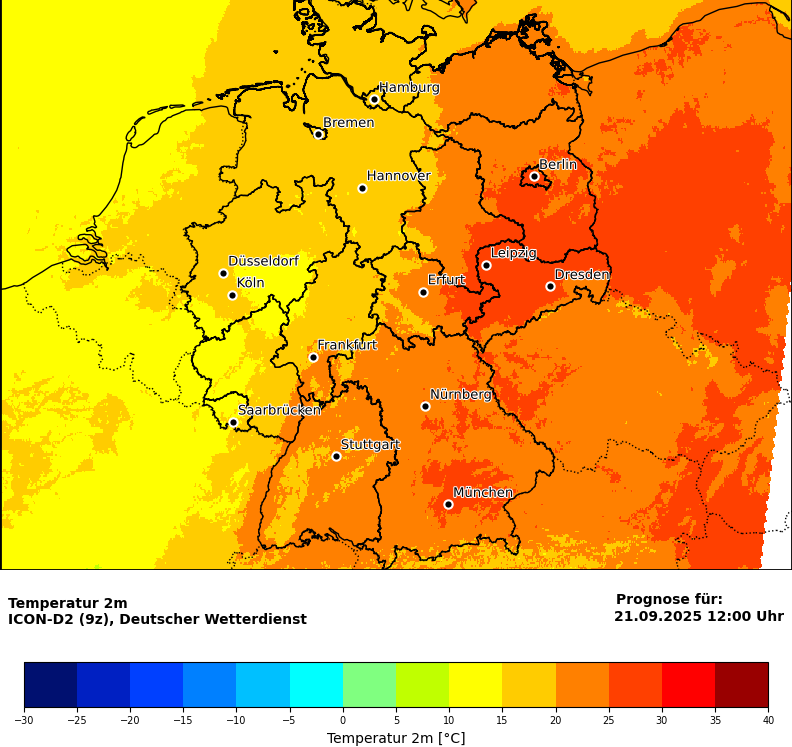 Hamburg
Bremen
Berlin
Hannover
Leipzig
Düsseldorf
Dresden
Köln
Erfurt
Frankfurt
Nürnberg
Saarbrücken
Stuttgart
München
Temperatur 2m
ICON-D2 (9z), Deutscher Wetterdienst
Prognose für:
21.09.2025 12:00 Uhr
−30 −25 −20 −15 −10 −5 0 5 10 15 20 25 30 35 40
Temperatur 2m [°C]